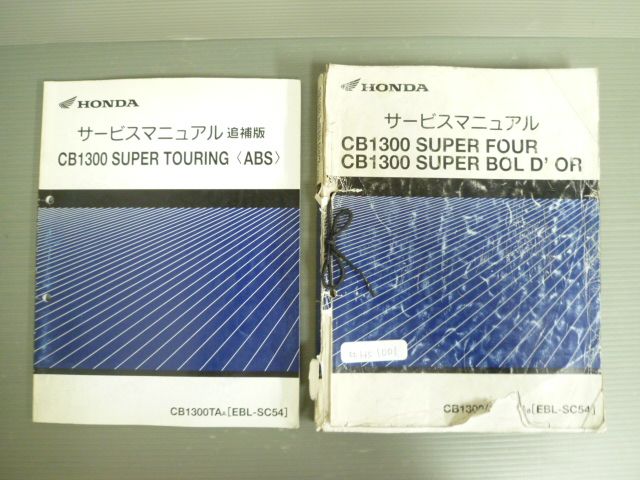 HONDA
サービスマニュアル 追補版
CB1300 SUPER TOURING〈ABS〉
CB1300TAA[EBL-SC54]
HONDA
サービスマニュアル
CB1300 SUPER FOUR
CB1300 SUPER BOL D'OR
CB1300/ [EBL-SC54]